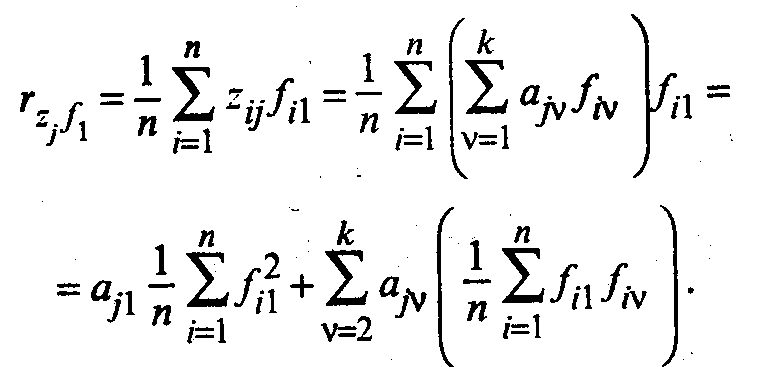 $r_{z_j f_1} = \frac{1}{n} \sum_{i=1}^{n} z_{ij} f_{i1} = \frac{1}{n} \sum_{i=1}^{n} \left( \sum_{\nu=1}^{k} a_{j\nu} f_{i\nu} \right) f_{i1} =$
$= a_{j1} \frac{1}{n} \sum_{i=1}^{n} f_{i1}^2 + \sum_{\nu=2}^{k} a_{j\nu} \left( \frac{1}{n} \sum_{i=1}^{n} f_{i1} f_{i\nu} \right).$